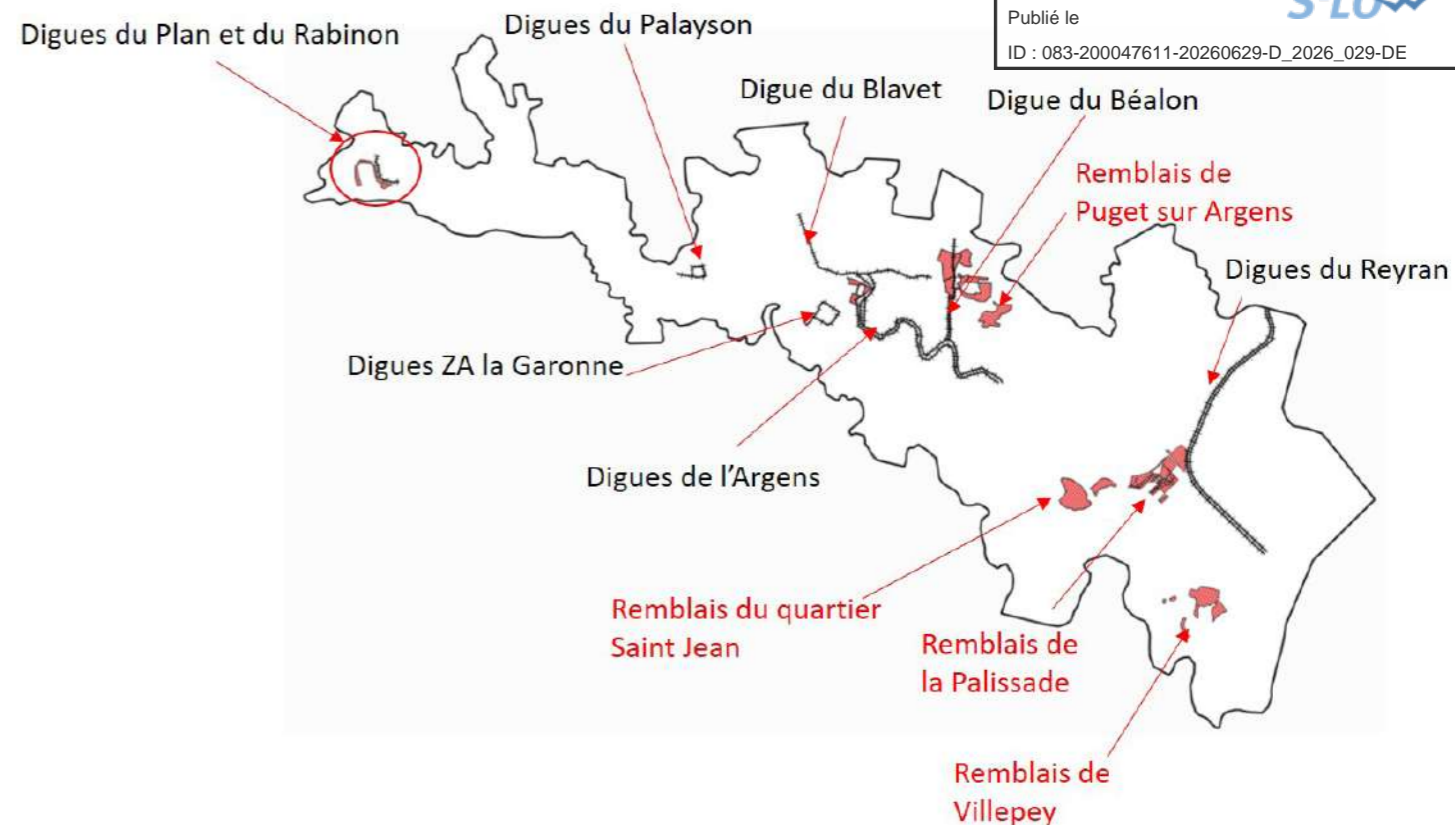 Publié le
S²LO
ID : 083-200047611-20260629-D_2026_029-DE
Digues du Plan et du Rabinon
Digues du Palayson
Digue du Blavet
Digue du Béalon
Remblais de
Puget sur Argens
Digues du Reyran
Digues ZA la Garonne
Digues de l'Argens
Remblais du quartier
Saint Jean
Remblais de
la Palissade
Remblais de
Villepey